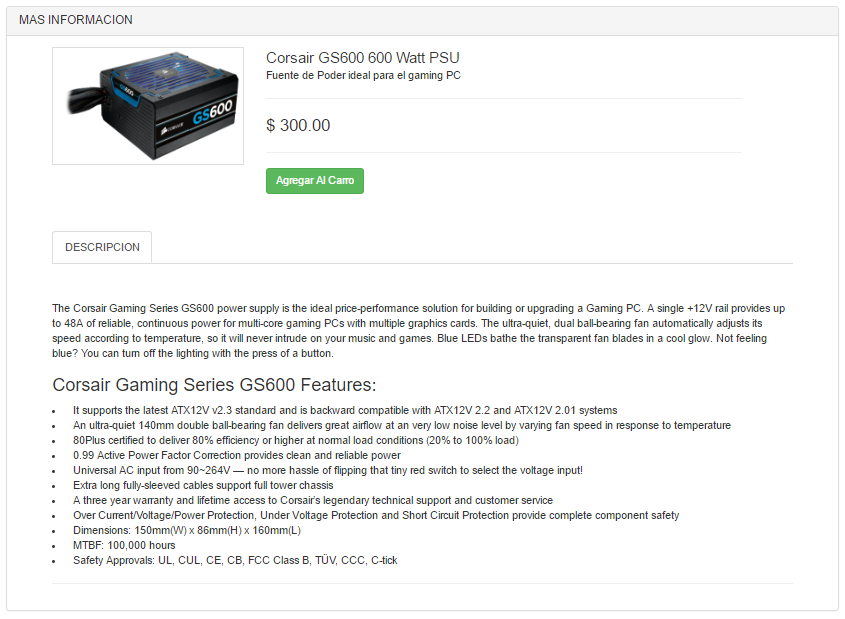 MAS INFORMACION
Corsair GS600 600 Watt PSU
Fuente de Poder ideal para el gaming PC
GS600
CORSAIR
GS600
$ 300.00
Agregar Al Carro
DESCRIPCION
The Corsair Gaming Series GS600 power supply is the ideal price-performance solution for building or upgrading a Gaming PC. A single +12V rail provides up
to 48A of reliable, continuous power for multi-core gaming PCs with multiple graphics cards. The ultra-quiet, dual ball-bearing fan automatically adjusts its
speed according to temperature, so it will never intrude on your music and games. Blue LEDs bathe the transparent fan blades in a cool glow. Not feeling
blue? You can turn off the lighting with the press of a button.
Corsair Gaming Series GS600 Features:
• It supports the latest ATX12V v2.3 standard and is backward compatible with ATX12V 2.2 and ATX12V 2.01 systems
• An ultra-quiet 140mm double ball-bearing fan delivers great airflow at an very low noise level by varying fan speed in response to temperature
• 80Plus certified to deliver 80% efficiency or higher at normal load conditions (20% to 100% load)
• 0.99 Active Power Factor Correction provides clean and reliable power
• Universal AC input from 90~264V — no more hassle of flipping that tiny red switch to select the voltage input!
• Extra long fully-sleeved cables support full tower chassis
• A three year warranty and lifetime access to Corsair's legendary technical support and customer service
• Over Current/Voltage/Power Protection, Under Voltage Protection and Short Circuit Protection provide complete component safety
• Dimensions: 150mm(W) x 86mm(H) x 160mm(L)
• MTBF: 100,000 hours
• Safety Approvals: UL, CUL, CE, CB, FCC Class B, TÜV, CCC, C-tick